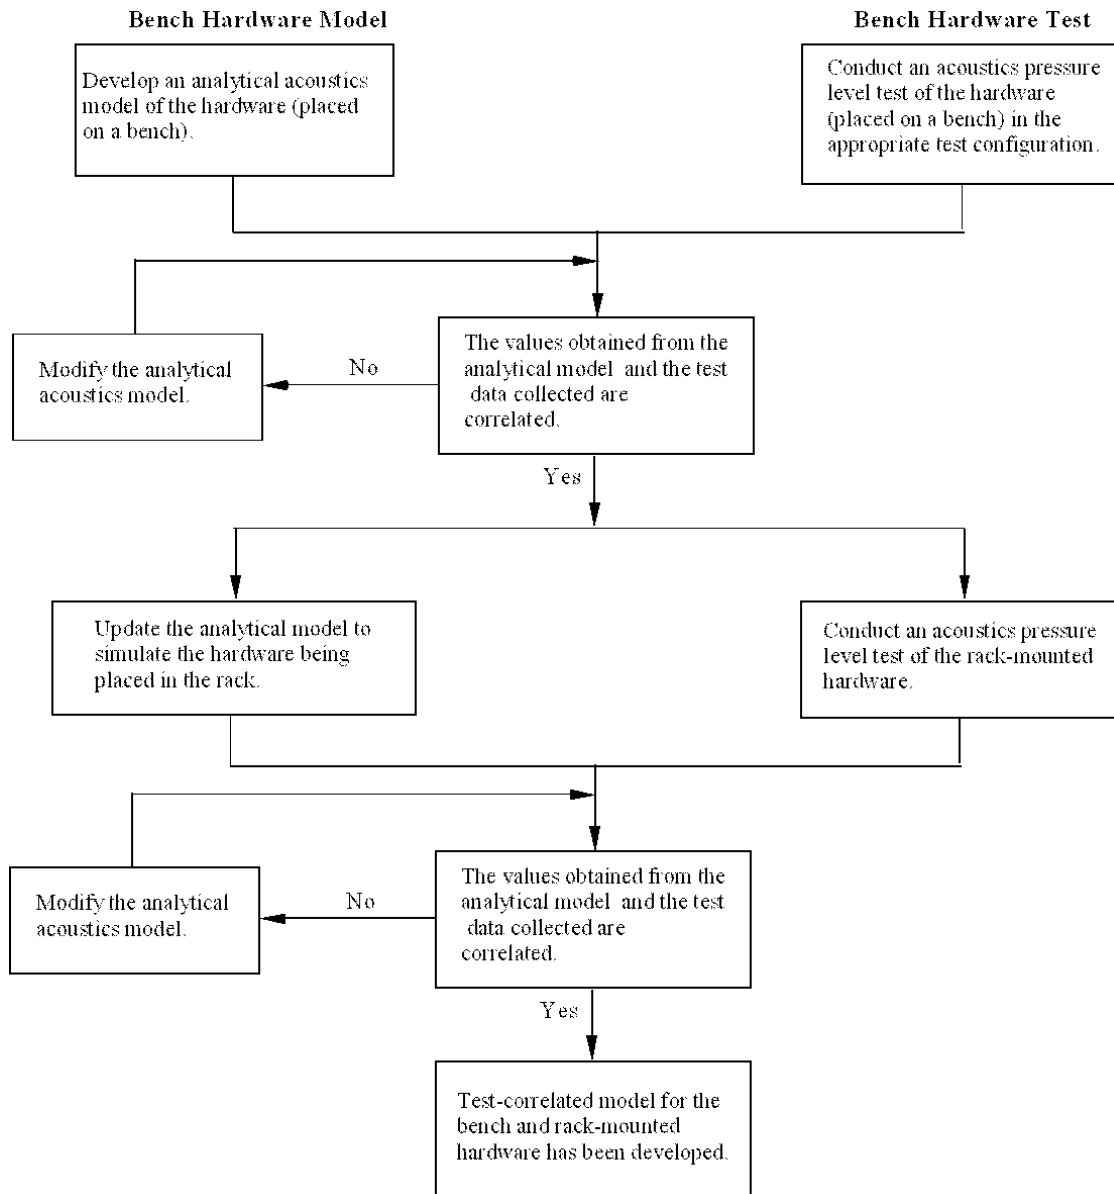 Bench Hardware Model
Bench Hardware Test
Develop an analytical acoustics
model of the hardware (placed
on a bench).
Conduct an acoustics pressure
level test of the hardware
(placed on a bench) in the
appropriate test configuration.
The values obtained from the
analytical model and the test
data collected are
correlated.
No
Modify the analytical
acoustics model.
Yes
Update the analytical model to
simulate the hardware being
placed in the rack.
Conduct an acoustics pressure
level test of the rack-mounted
hardware.
The values obtained from the
analytical model and the test
data collected are
correlated.
No
Modify the analytical
acoustics model.
Yes
Test-correlated model for the
bench and rack-mounted
hardware has been developed.